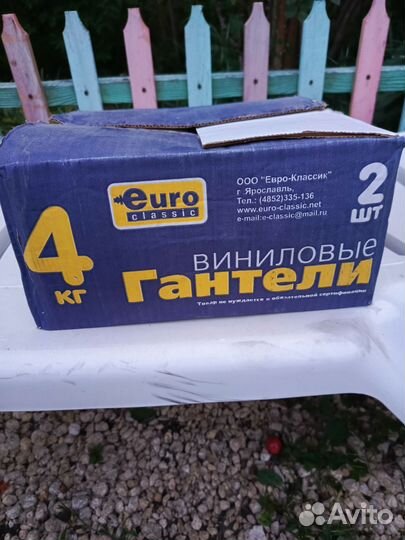 euro
classic
ООО "Евро-Классик"
г Ярославль,
Тел.: (4852)335-136
www.euro-classic.net
e-mail:e-classic@mail.ru
2
ШТ
4
КГ
ВИНИЛОВЫЕ
Гантели
Товар не нуждается в обязательной сертификации
Avito